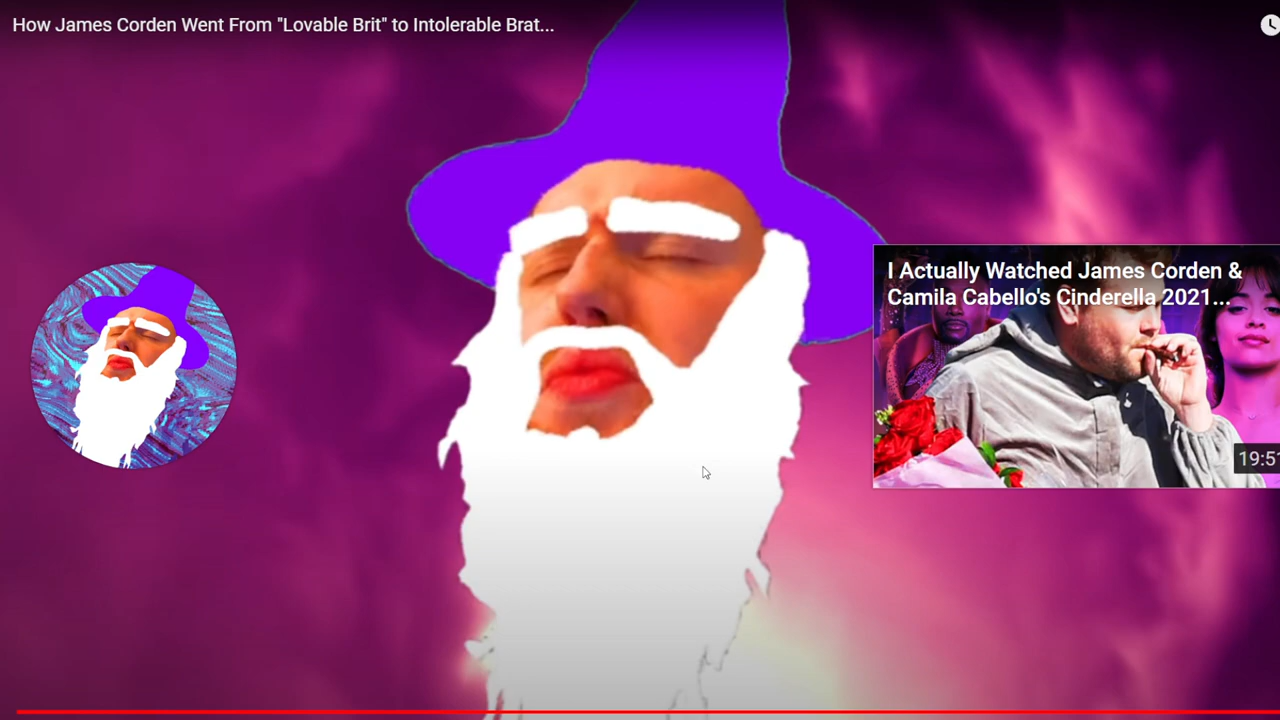 How James Corden Went From "Lovable Brit" to Intolerable Brat...
I Actually Watched James Corden &
Camila Cabello's Cinderella 2021...
19:51